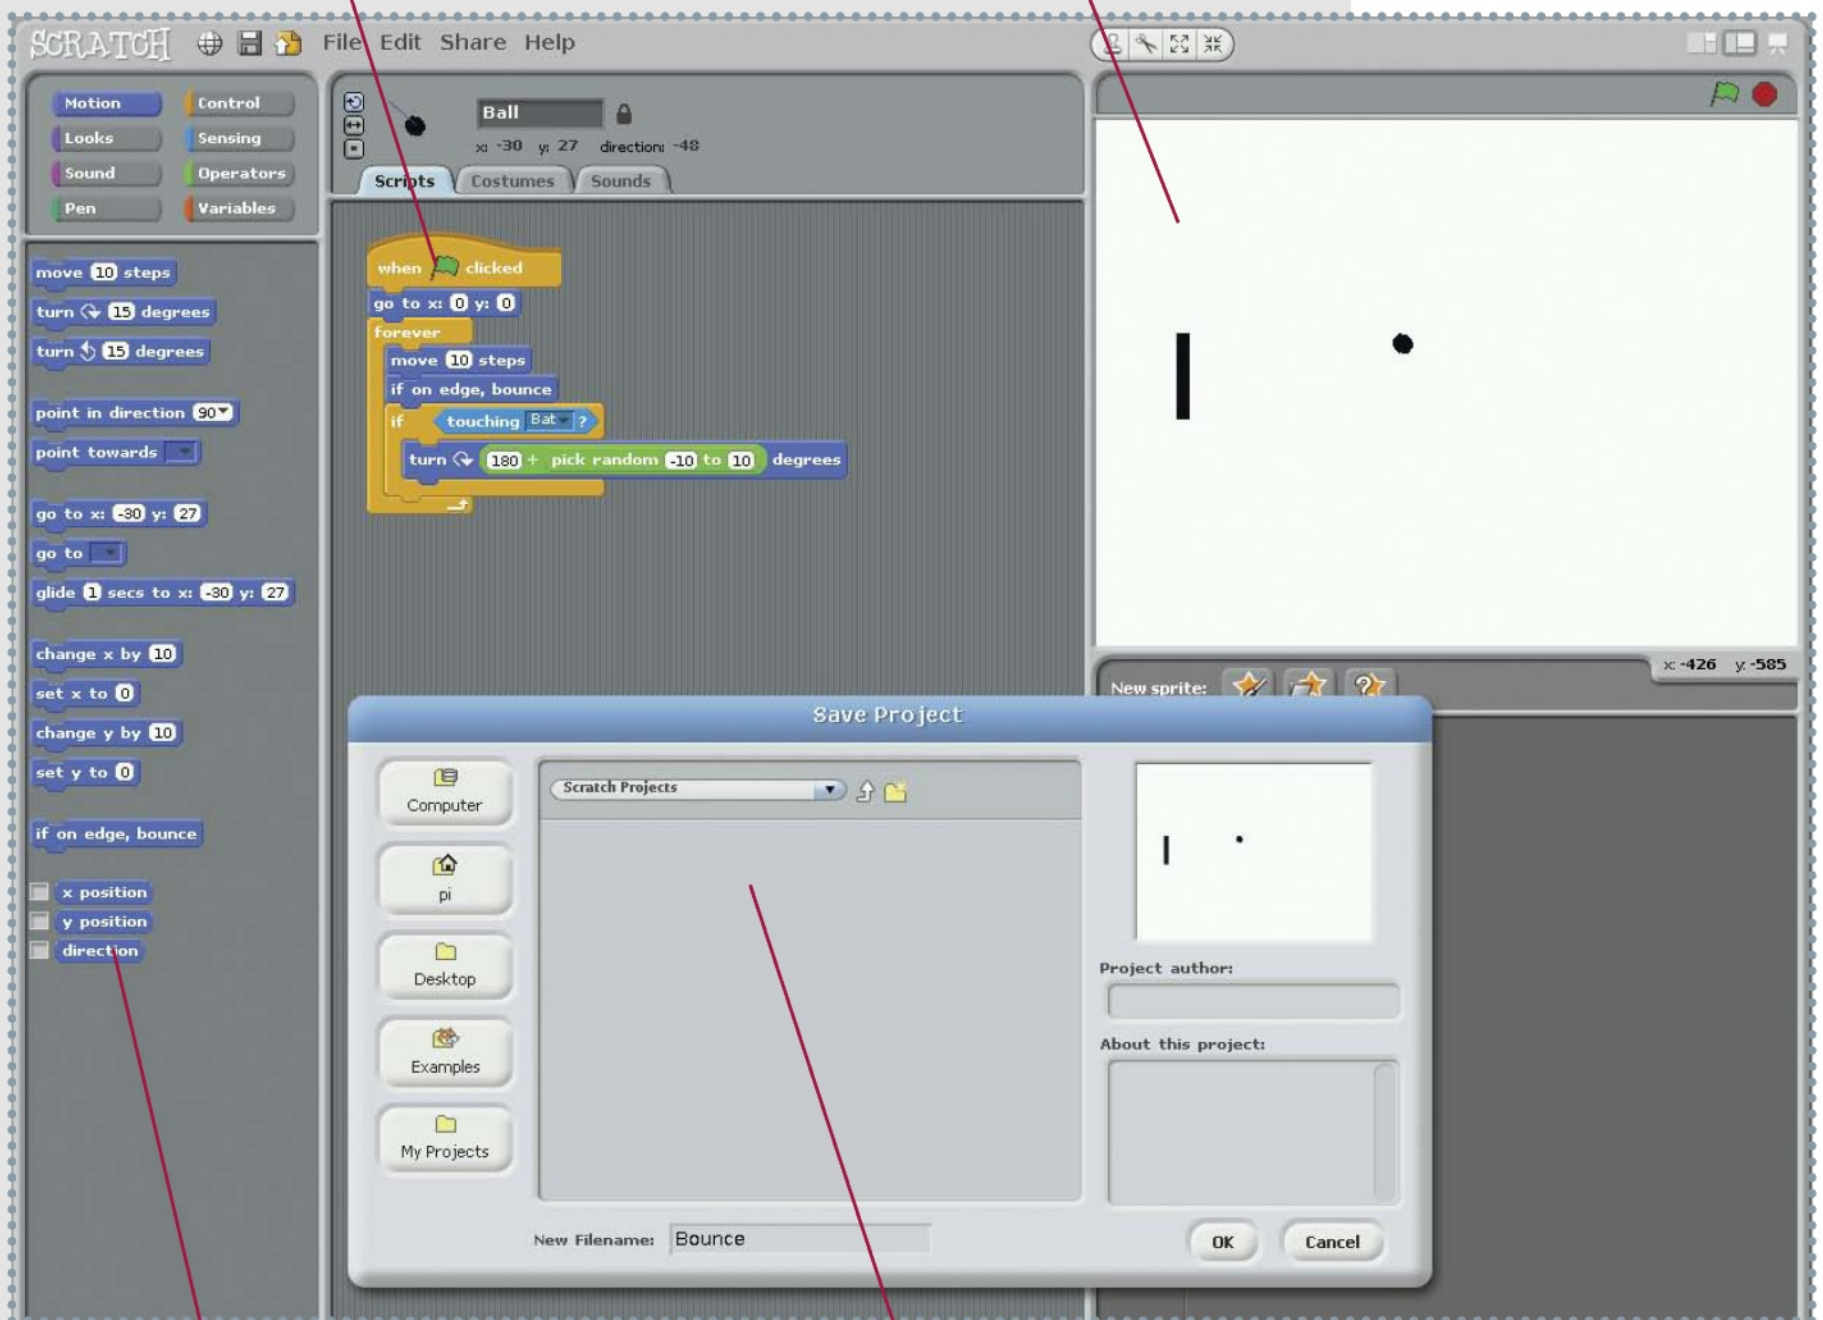 SCRATCH File Edit Share Help
Motion Control
Looks Sensing
Sound Operators
Pen Variables
move 10 steps
turn 15 degrees
turn 15 degrees
point in direction 90
point towards
go to x: -30 y: 27
go to
glide 1 secs to x: -30 y: 27
change x by 10
set x to 0
change y by 10
set y to 0
if on edge, bounce
x position
y position
direction
Ball
x: -30 y: 27 direction: -48
Scripts Costumes Sounds
when clicked
go to x: 0 y: 0
forever
move 10 steps
if on edge, bounce
if touching Bat ?
turn 180 + pick random -10 to 10 degrees
x: -426 y: -585
New sprite:
Save Project
Computer
pi
Desktop
Examples
My Projects
Scratch Projects
Project author:
About this project:
New Filename: Bounce
OK Cancel